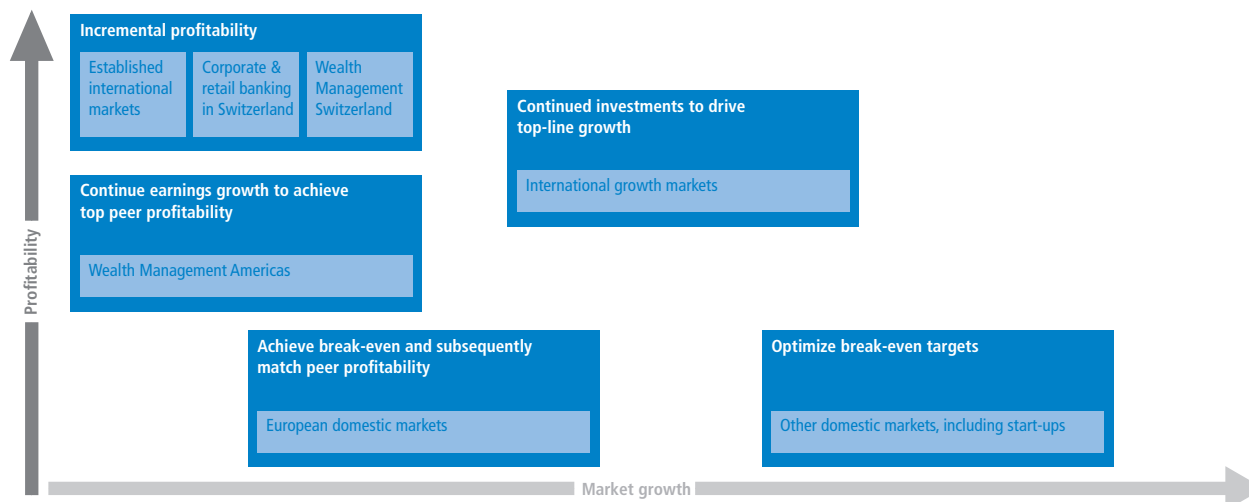 Incremental profitability
Established
international
markets
Corporate &
retail banking
in Switzerland
Wealth
Management
Switzerland
Continued investments to drive
top-line growth
International growth markets
Continue earnings growth to achieve
top peer profitability
Wealth Management Americas
Profitability
Achieve break-even and subsequently
match peer profitability
European domestic markets
Optimize break-even targets
Other domestic markets, including start-ups
Market growth